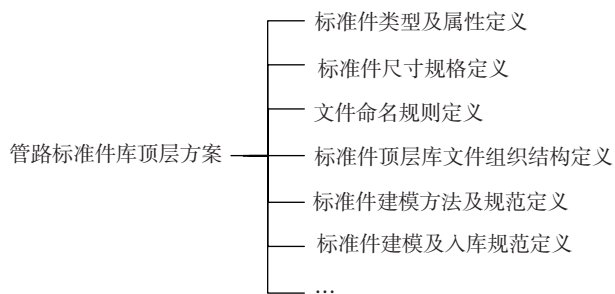 标准件类型及属性定义
标准件尺寸规格定义
文件命名规则定义
管路标准件库顶层方案
标准件顶层库文件组织结构定义
标准件建模方法及规范定义
标准件建模及入库规范定义
...